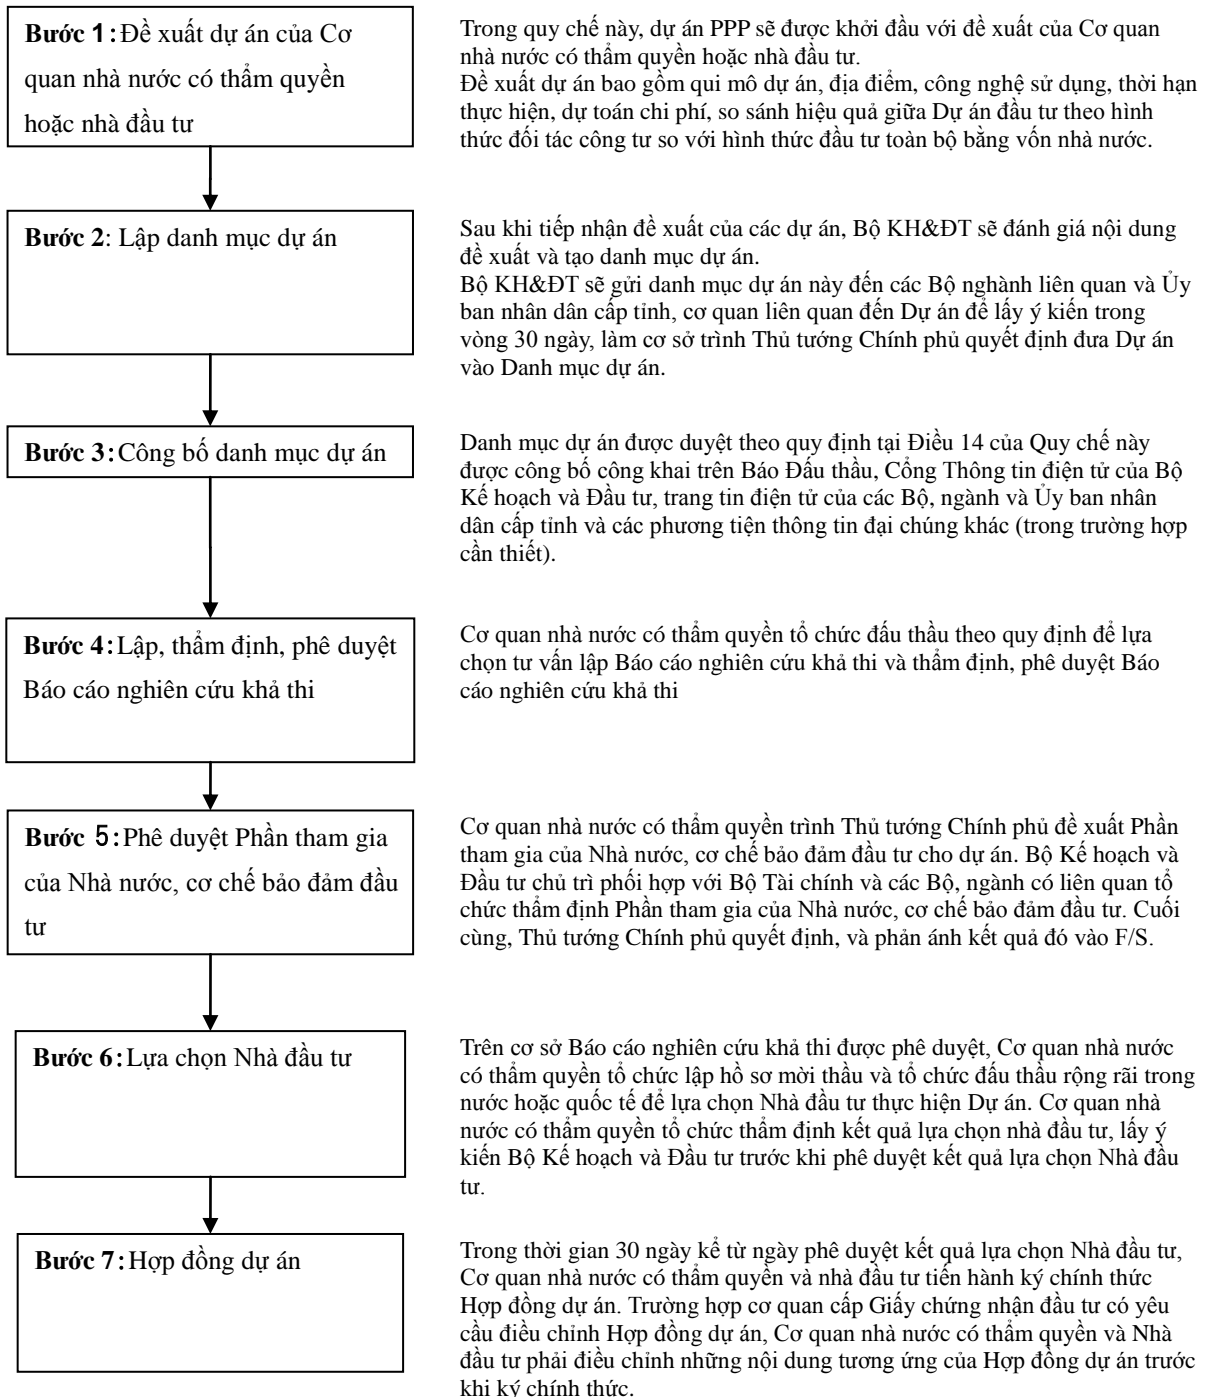 Bước 1:Đề xuất dự án của Cơ
quan nhà nước có thẩm quyền
hoặc nhà đầu tư
Trong quy chế này, dự án PPP sẽ được khởi đầu với đề xuất của Cơ quan
nhà nước có thẩm quyền hoặc nhà đầu tư.
Đề xuất dự án bao gồm qui mô dự án, địa điểm, công nghệ sử dụng, thời hạn
thực hiện, dự toán chi phí, so sánh hiệu quả giữa Dự án đầu tư theo hình
thức đối tác công tư so với hình thức đầu tư toàn bộ bằng vốn nhà nước.
Bước 2: Lập danh mục dự án
Sau khi tiếp nhận đề xuất của các dự án, Bộ KH&ĐT sẽ đánh giá nội dung
đề xuất và tạo danh mục dự án.
Bộ KH&ĐT sẽ gửi danh mục dự án này đến các Bộ nghành liên quan và Ủy
ban nhân dân cấp tỉnh, cơ quan liên quan đến Dự án để lấy ý kiến trong
vòng 30 ngày, làm cơ sở trình Thủ tướng Chính phủ quyết định đưa Dự án
vào Danh mục dự án.
Bước 3:Công bố danh mục dự án
Danh mục dự án được duyệt theo quy định tại Điều 14 của Quy chế này
được công bố công khai trên Báo Đấu thầu, Cổng Thông tin điện tử của Bộ
Kế hoạch và Đầu tư, trang tin điện tử của các Bộ, ngành và Ủy ban nhân
dân cấp tỉnh và các phương tiện thông tin đại chúng khác (trong trường hợp
cần thiết).
Bước 4:Lập, thẩm định, phê duyệt
Báo cáo nghiên cứu khả thi
Cơ quan nhà nước có thẩm quyền tổ chức đấu thầu theo quy định để lựa
chọn tư vấn lập Báo cáo nghiên cứu khả thi và thẩm định, phê duyệt Báo
cáo nghiên cứu khả thi
Bước 5:Phê duyệt Phần tham gia
của Nhà nước, cơ chế bảo đảm đầu
tư
Cơ quan nhà nước có thẩm quyền trình Thủ tướng Chính phủ đề xuất Phần
tham gia của Nhà nước, cơ chế bảo đảm đầu tư cho dự án. Bộ Kế hoạch và
Đầu tư chủ trì phối hợp với Bộ Tài chính và các Bộ, ngành có liên quan tổ
chức thẩm định Phần tham gia của Nhà nước, cơ chế bảo đảm đầu tư. Cuối
cùng, Thủ tướng Chính phủ quyết định, và phản ánh kết quả đó vào F/S.
Bước 6:Lựa chọn Nhà đầu tư
Trên cơ sở Báo cáo nghiên cứu khả thi được phê duyệt, Cơ quan nhà nước
có thẩm quyền tổ chức lập hồ sơ mời thầu và tổ chức đấu thầu rộng rãi trong
nước hoặc quốc tế để lựa chọn Nhà đầu tư thực hiện Dự án. Cơ quan nhà
nước có thẩm quyền tổ chức thẩm định kết quả lựa chọn nhà đầu tư, lấy ý
kiến Bộ Kế hoạch và Đầu tư trước khi phê duyệt kết quả lựa chọn Nhà đầu
tư.
Bước 7:Hợp đồng dự án
Trong thời gian 30 ngày kể từ ngày phê duyệt kết quả lựa chọn Nhà đầu tư,
Cơ quan nhà nước có thẩm quyền và nhà đầu tư tiến hành ký chính thức
Hợp đồng dự án. Trường hợp cơ quan cấp Giấy chứng nhận đầu tư có yêu
cầu điều chỉnh Hợp đồng dự án, Cơ quan nhà nước có thẩm quyền và Nhà
đầu tư phải điều chỉnh những nội dung tương ứng của Hợp đồng dự án trước
khi ký chính thức.